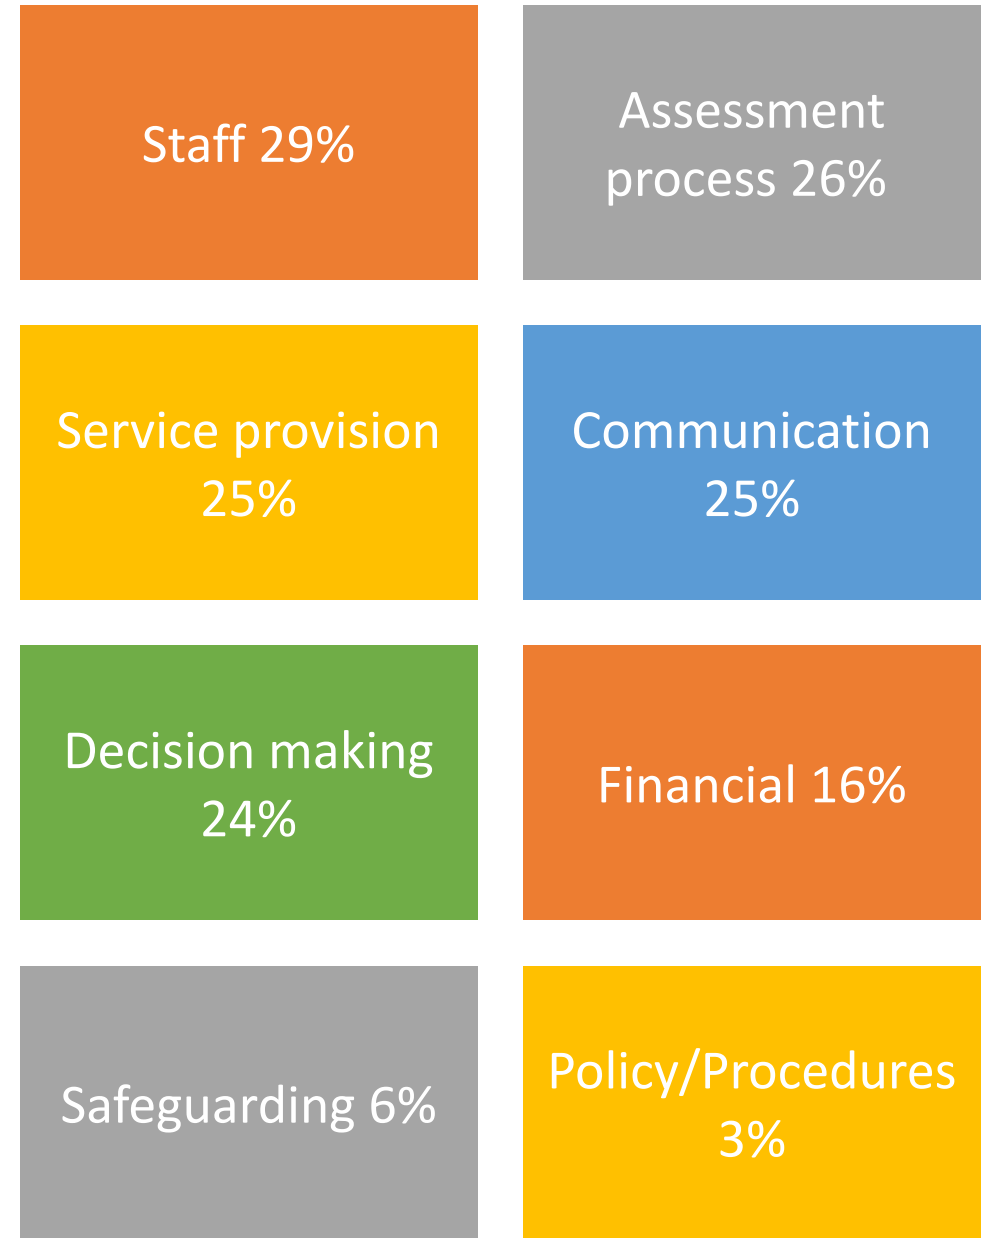 Staff 29%
Assessment
process 26%
Service provision
25%
Communication
25%
Decision making
24%
Financial 16%
Safeguarding 6%
Policy/Procedures
3%